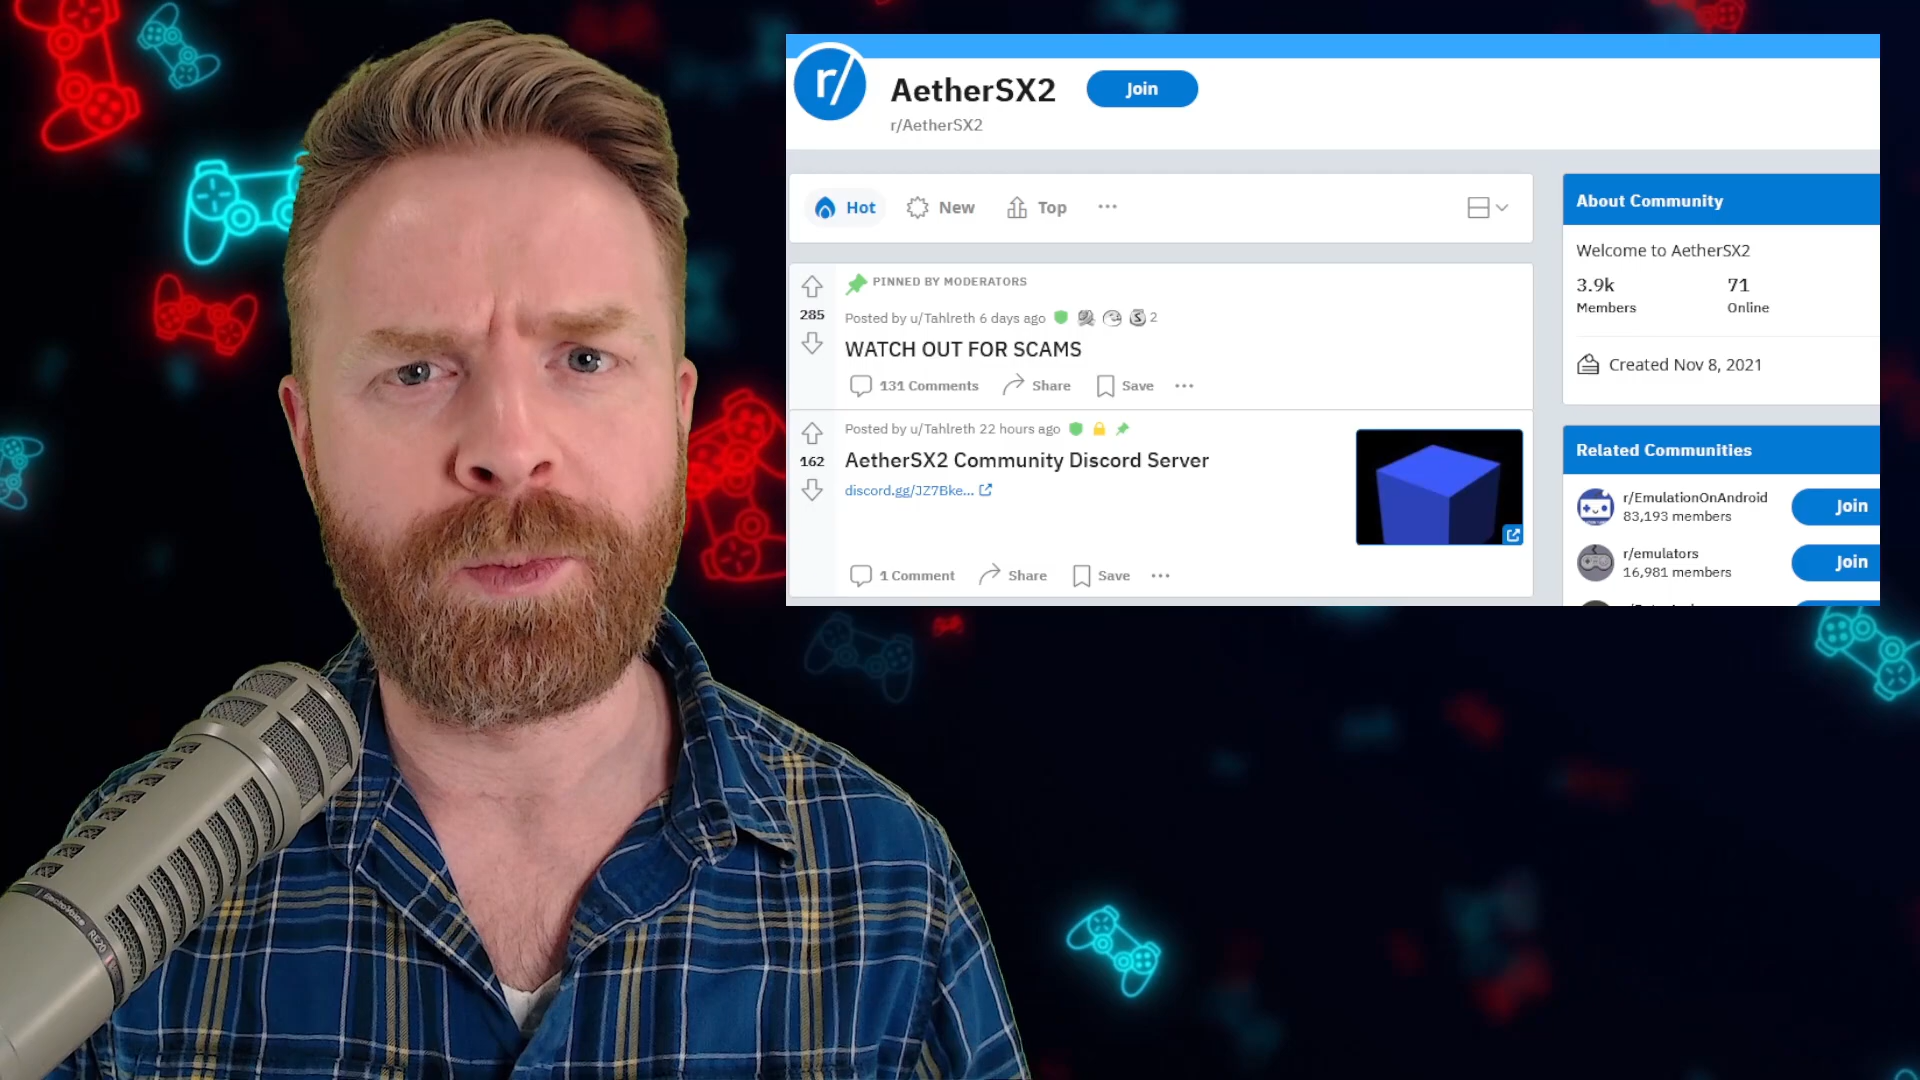 r/
AetherSX2
Join
r/AetherSX2
Hot
New
Top
About Community
Welcome to AetherSX2
3.9k
71
Members
Online
Created Nov 8, 2021
PINNED BY MODERATORS
285
Posted by u/Tahlreth 6 days ago
2
WATCH OUT FOR SCAMS
131 Comments
Share
Save
Posted by u/Tahlreth 22 hours ago
162
AetherSX2 Community Discord Server
discord.gg/JZ7Bke...
1 Comment
Share
Save
Related Communities
r/EmulationOnAndroid
83,193 members
Join
r/emulators
16,981 members
Join
ElectroVoice
RE20